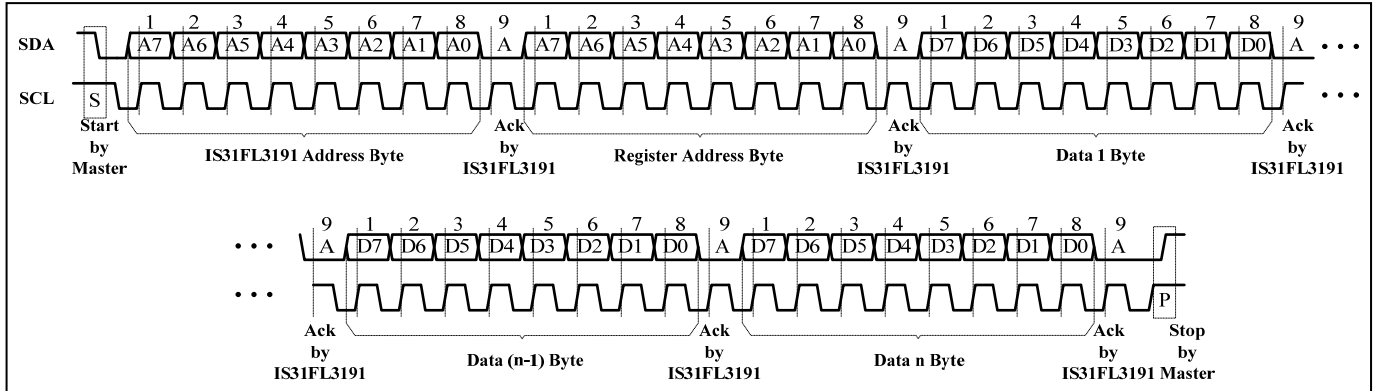 1 2 3 4 5 6 7 8 9 1 2 3 4 5 6 7 8 9 1 2 3 4 5 6 7 8 9
SDA A7 A6 A5 A4 A3 A2 A1 A0 A A7 A6 A5 A4 A3 A2 A1 A0 A D7 D6 D5 D4 D3 D2 D1 D0 A • • •
SCL S • • •
Start by Master
IS31FL3191 Address Byte
Ack by IS31FL3191
Register Address Byte
Ack by IS31FL3191
Data 1 Byte
Ack by IS31FL3191
9 1 2 3 4 5 6 7 8 9 1 2 3 4 5 6 7 8 9
• • • A D7 D6 D5 D4 D3 D2 D1 D0 A D7 D6 D5 D4 D3 D2 D1 D0 A
• • • P
Ack by IS31FL3191
Data (n-1) Byte
Ack by IS31FL3191
Data n Byte
Ack by IS31FL3191
Stop by Master